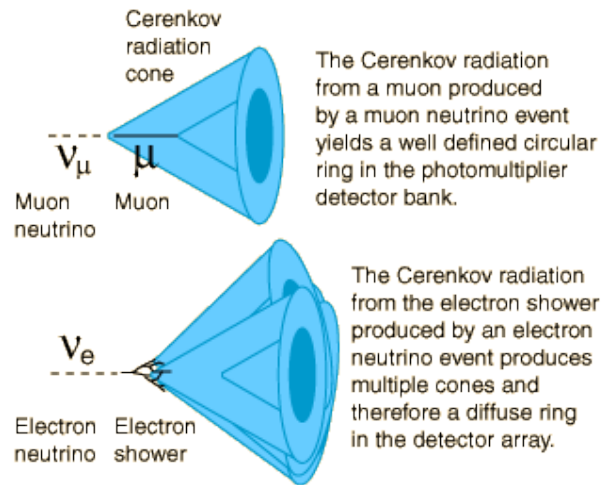 Cerenkov
radiation
cone
The Cerenkov radiation
from a muon produced
by a muon neutrino event
yields a well defined circular
ring in the photomultiplier
detector bank.
νμ
μ
Muon
neutrino
Muon
The Cerenkov radiation
from the electron shower
produced by an electron
neutrino event produces
multiple cones and
therefore a diffuse ring
in the detector array.
νe
Electron
neutrino
Electron
shower